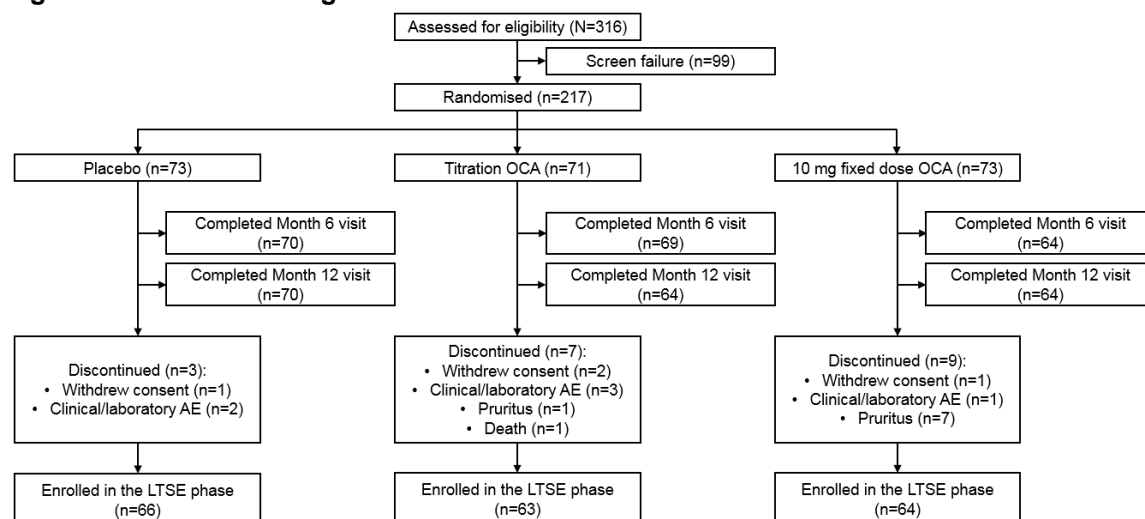 Assessed for eligibility (N=316)
Screen failure (n=99)
Randomised (n=217)
Placebo (n=73)
Titration OCA (n=71)
10 mg fixed dose OCA (n=73)
Completed Month 6 visit
(n=70)
Completed Month 6 visit
(n=69)
Completed Month 6 visit
(n=64)
Completed Month 12 visit
(n=70)
Completed Month 12 visit
(n=64)
Completed Month 12 visit
(n=64)
Discontinued (n=3):
• Withdrew consent (n=1)
• Clinical/laboratory AE (n=2)
Discontinued (n=7):
• Withdrew consent (n=2)
• Clinical/laboratory AE (n=3)
• Pruritus (n=1)
• Death (n=1)
Discontinued (n=9):
• Withdrew consent (n=1)
• Clinical/laboratory AE (n=1)
• Pruritus (n=7)
Enrolled in the LTSE phase
(n=66)
Enrolled in the LTSE phase
(n=63)
Enrolled in the LTSE phase
(n=64)